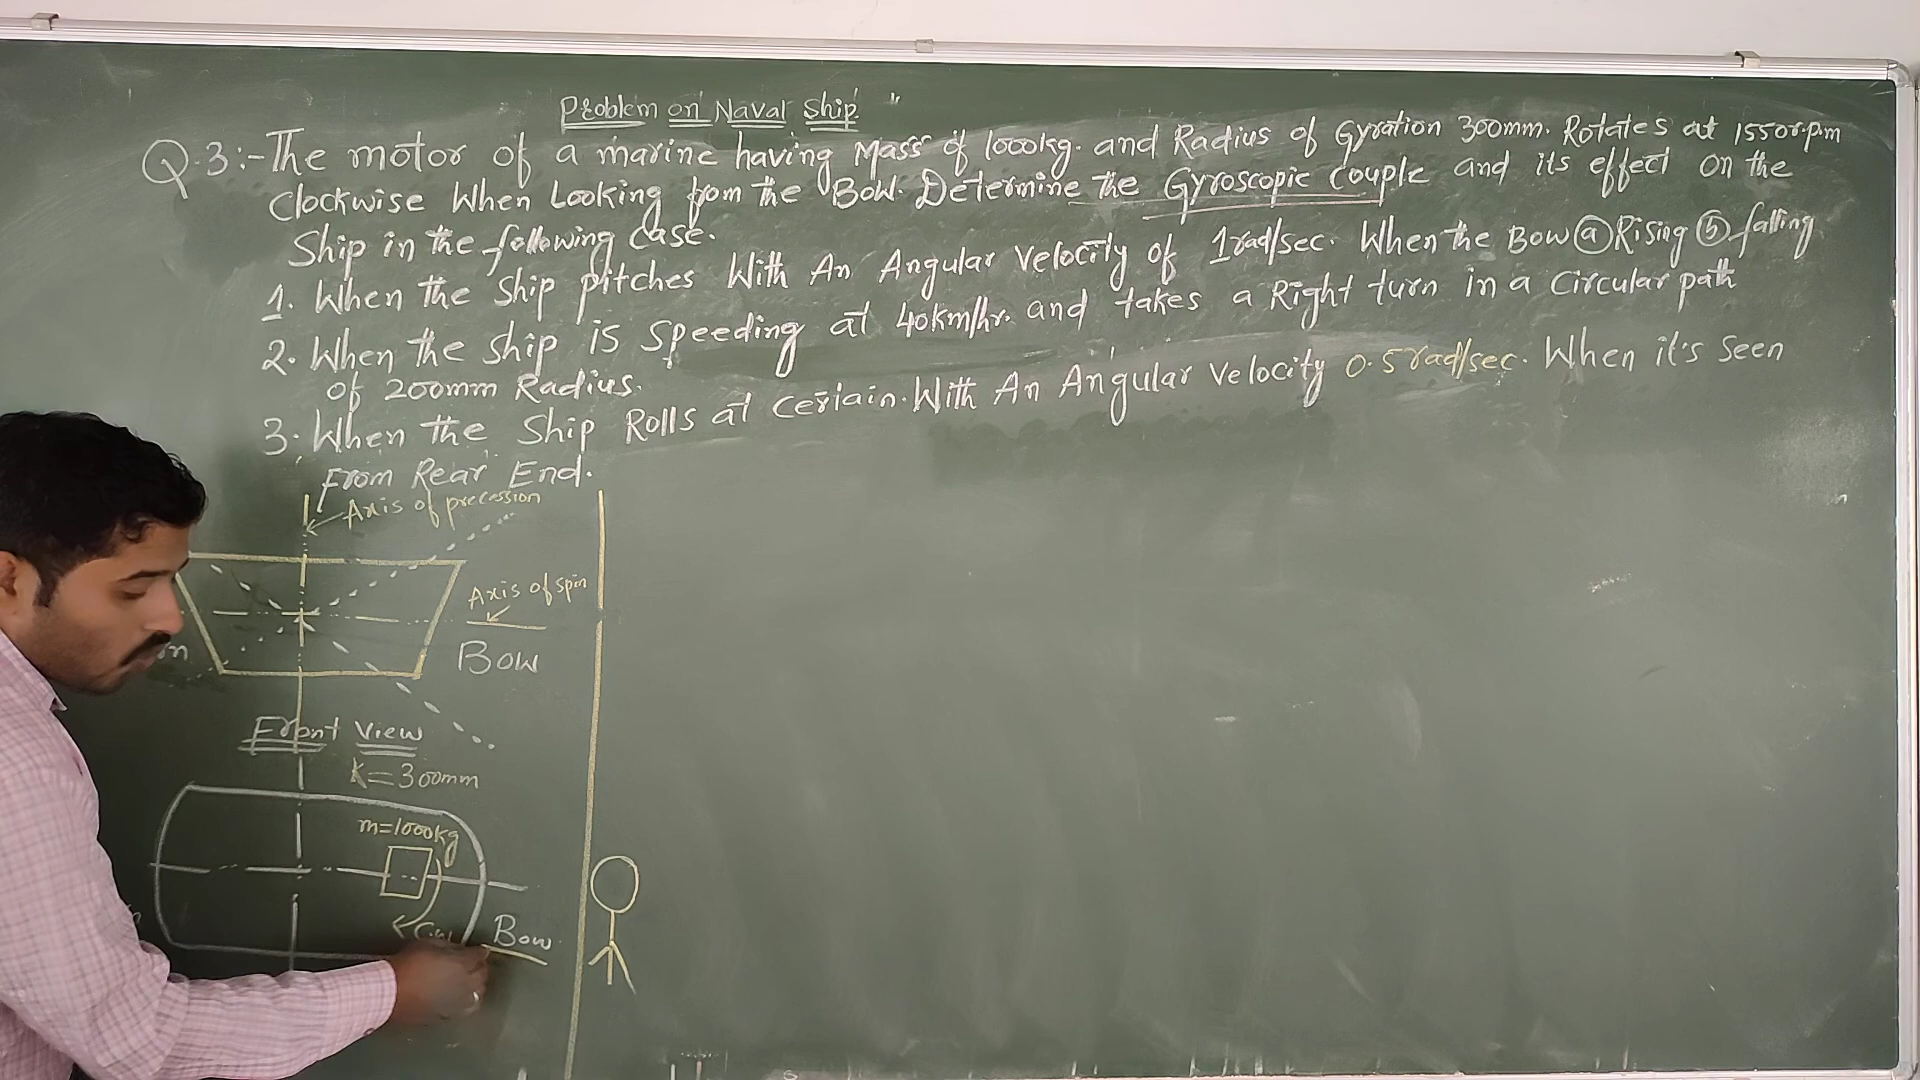 Problem on Naval Ship "
Q.3:- The motor of a marine having Mass of 1000kg. and Radius of Gyration 300mm. Rotates at 1550r.p.m
Clockwise When Looking from the Bow. Determine the Gyroscopic Couple and its effect on the
Ship in the following case.
1. When the Ship pitches With An Angular Velocity of 1rad/sec. When the Bow ⓐ Rising ⓑ falling
2. When the Ship is Speeding at 40km/hr. and takes a Right turn in a Circular path
of 200mm Radius.
3. When the Ship Rolls at Certain. With An Angular Velocity 0.5rad/sec. When it's Seen
From Rear End.
Axis of precession
Axis of spin
Bow
Front View
K=300mm
m=1000kg
Bow.